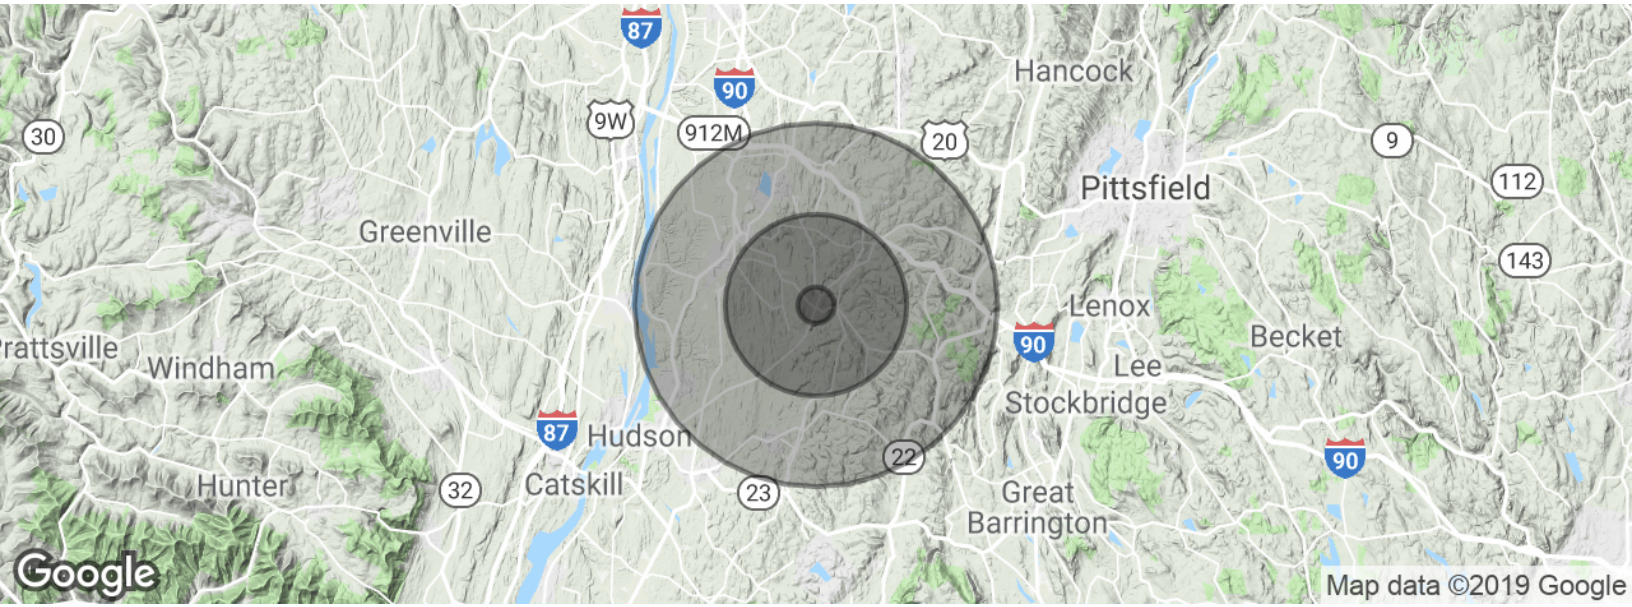 87
90
Hancock
9W
912M
20
30
9
112
Pittsfield
Greenville
143
Lenox
90
Becket
Prattsville
Windham
Lee
Stockbridge
87
Hudson
22
90
Hunter
32
Catskill
23
Great
Barrington
Google
Map data ©2019 Google